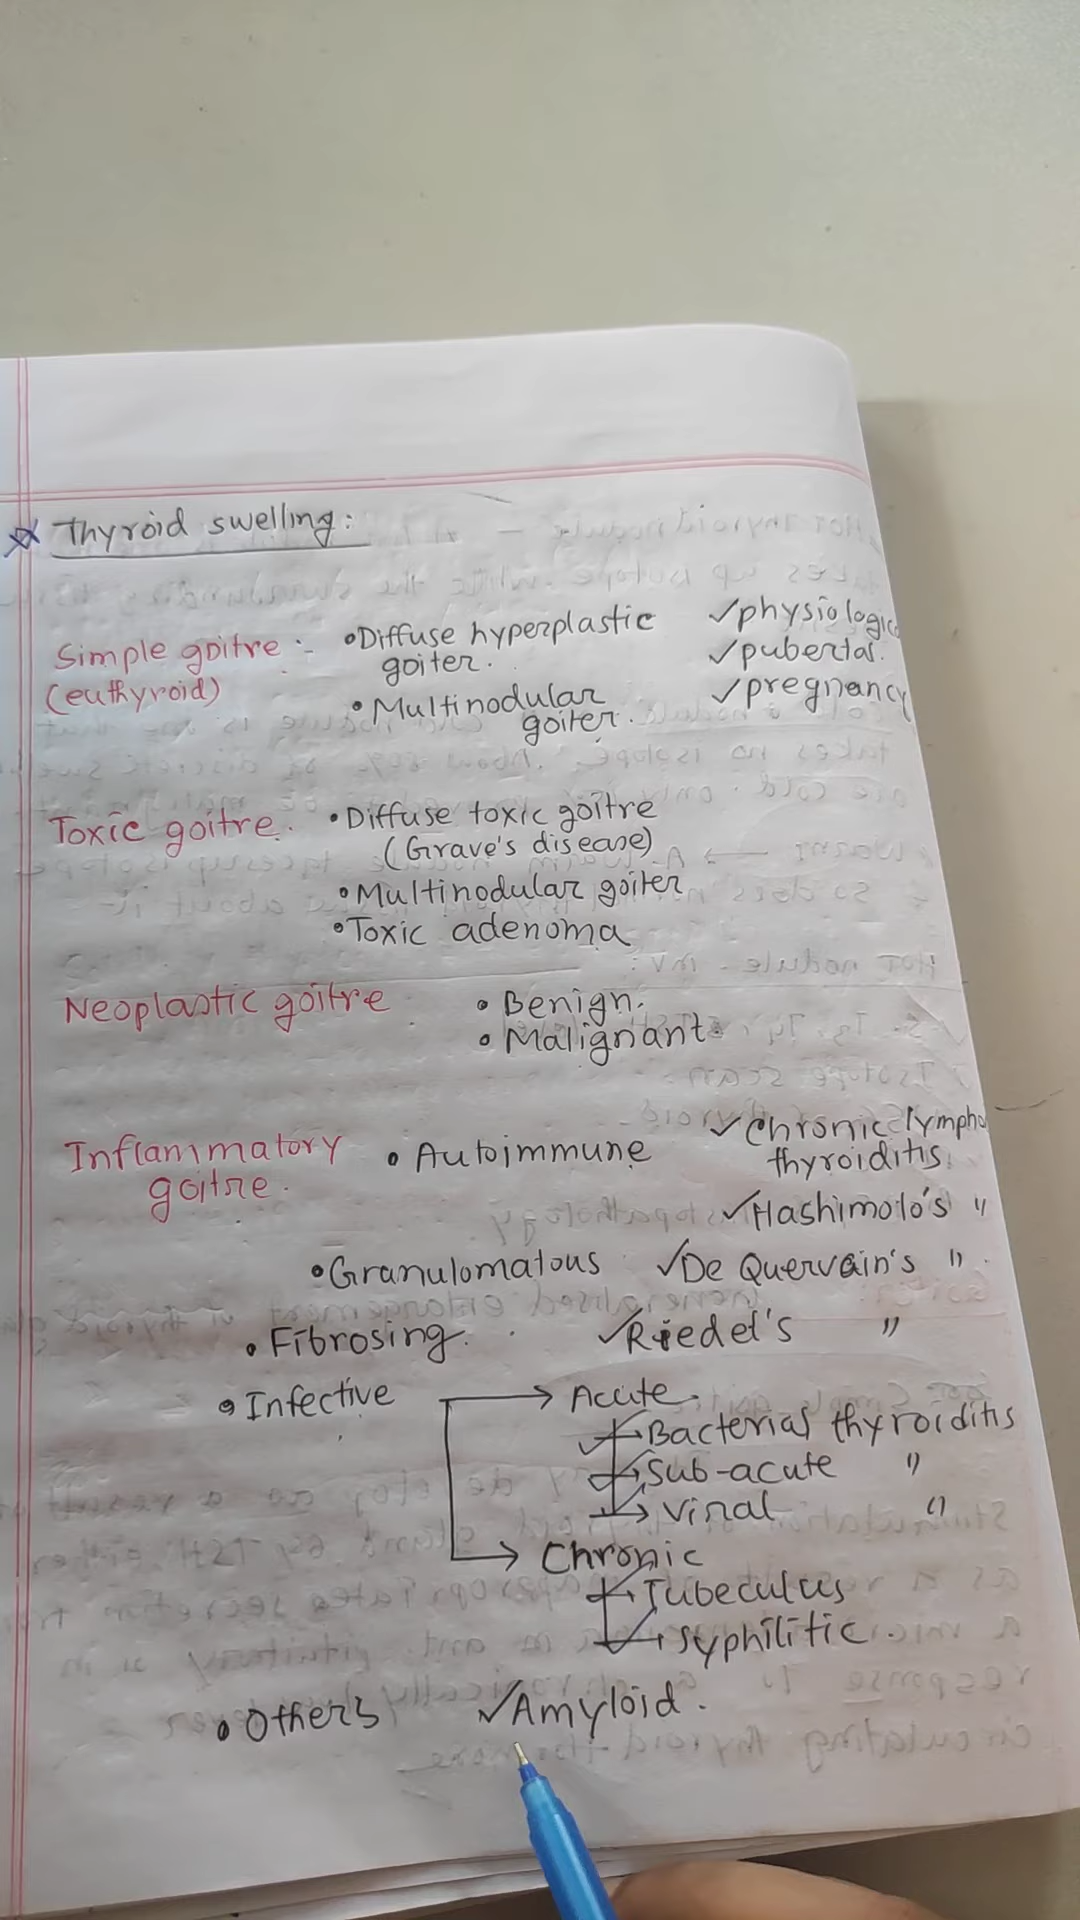 Thyroid swelling:
Simple goitre :- • Diffuse hyperplastic ✓physiologic
(euthyroid) goiter. ✓pubertal.
• Multinodular ✓pregnancy
goiter.
Toxic goitre. • Diffuse toxic goitre
(Grave's disease)
• Multinodular goiter
• Toxic adenoma
Neoplastic goitre • Benign.
• Malignant.
Inflammatory • Autoimmune ✓Chronic lympho
goitre. thyroiditis.
✓Hashimolo's "
• Granulomatous ✓De Quervain's "
• Fibrosing. ✓Riedel's "
• Infective → Acute.
→ Bacterial thyroiditis
→ Sub-acute "
→ Viral "
→ Chronic
→ Tubeculus
→ Syphilitic.
• Others ✓Amyloid.